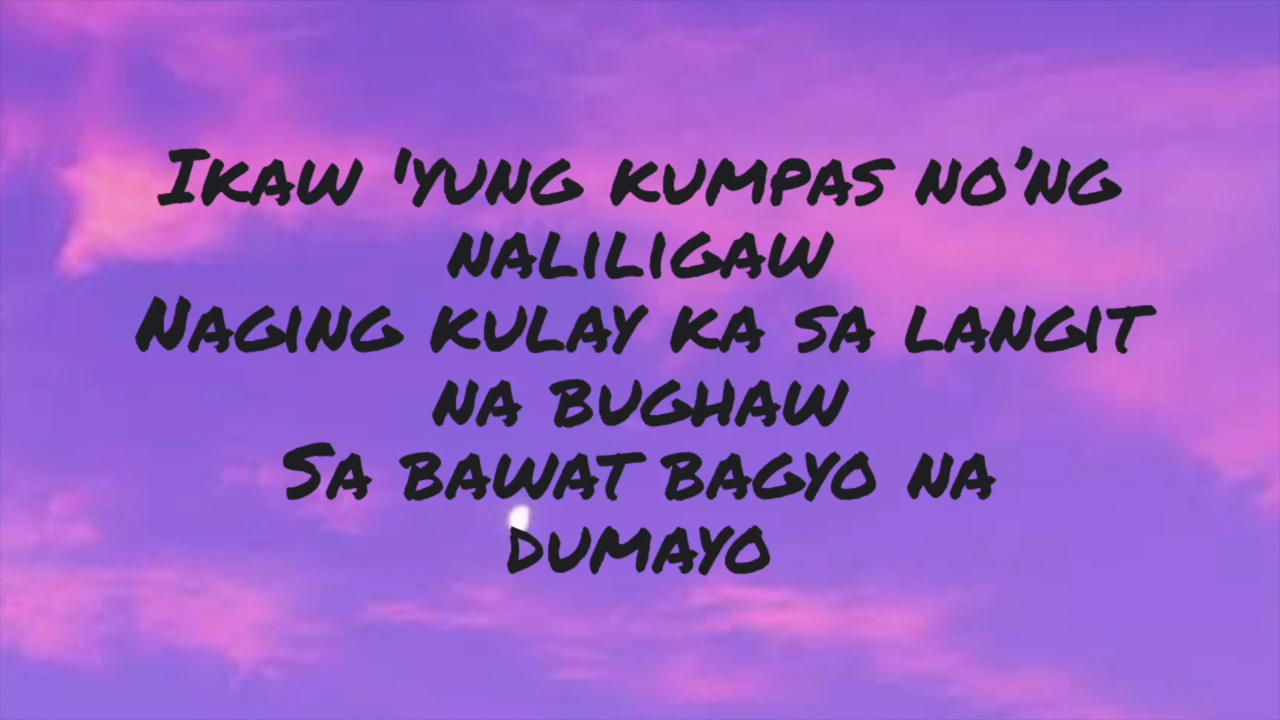 Ikaw 'yung kumpas no’ng
naliligaw
Naging kulay ka sa langit
na bughaw
Sa bawat bagyo na
dumayo